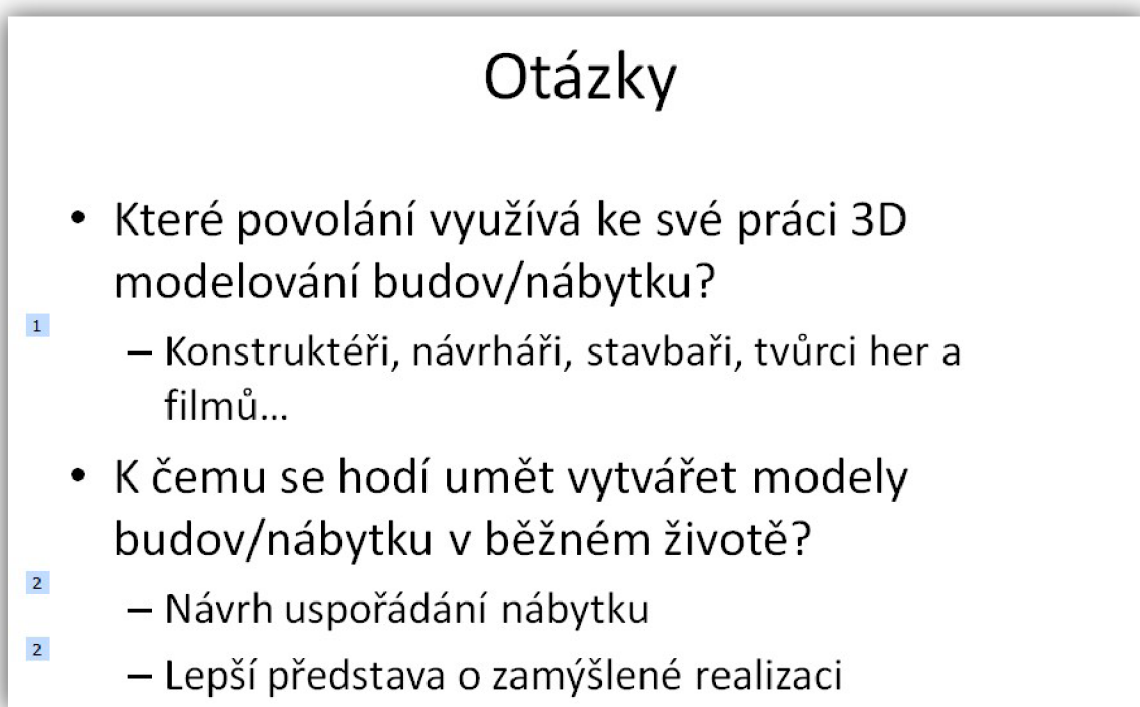 Otázky
• Které povolání využívá ke své práci 3D
modelování budov/nábytku?
1
– Konstruktéři, návrháři, stavbaři, tvůrci her a
filmů…
• K čemu se hodí umět vytvářet modely
budov/nábytku v běžném životě?
2
– Návrh uspořádání nábytku
2
– Lepší představa o zamýšlené realizaci